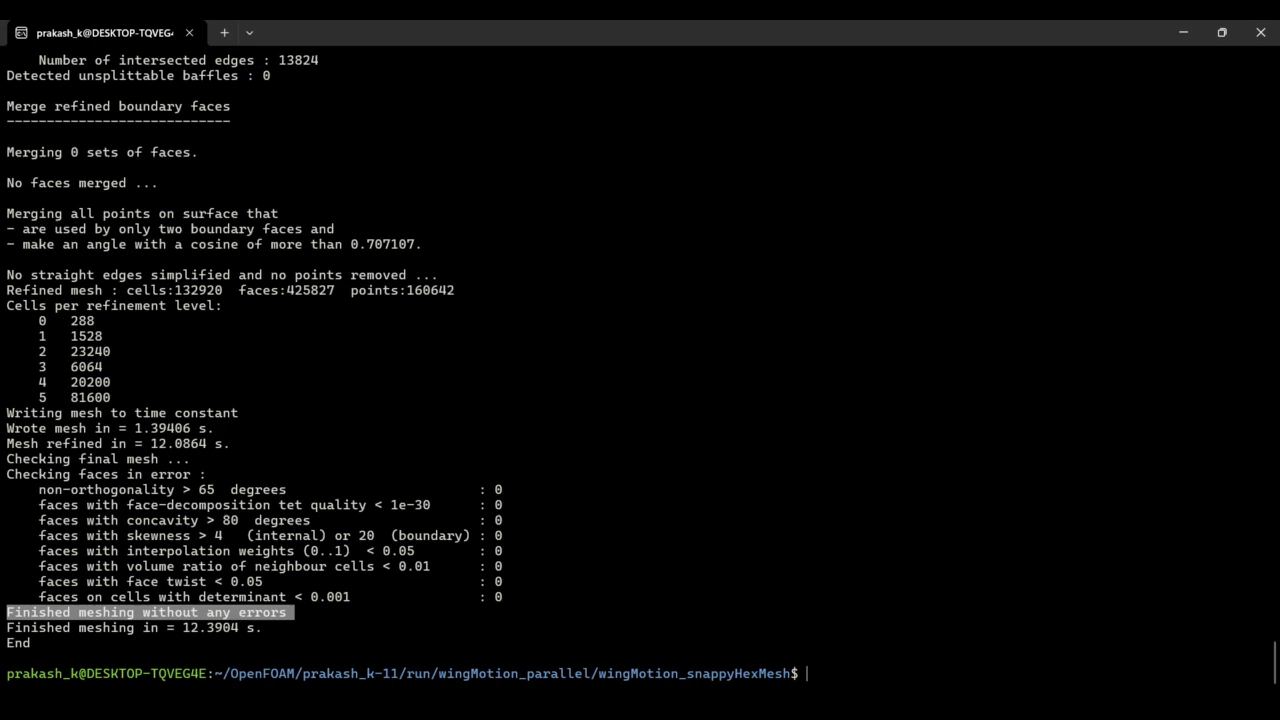 prakash_k@DESKTOP-TQVEG4
Number of intersected edges : 13824
Detected unsplittable baffles : 0
Merge refined boundary faces
----------------------------
Merging 0 sets of faces.
No faces merged ...
Merging all points on surface that
- are used by only two boundary faces and
- make an angle with a cosine of more than 0.707107.
No straight edges simplified and no points removed ...
Refined mesh : cells:132920  faces:425827  points:160642
Cells per refinement level:
0   288
1   1528
2   23240
3   6064
4   20200
5   81600
Writing mesh to time constant
Wrote mesh in = 1.39406 s.
Mesh refined in = 12.0864 s.
Checking final mesh ...
Checking faces in error :
non-orthogonality > 65  degrees                        : 0
faces with face-decomposition tet quality < 1e-30      : 0
faces with concavity > 80  degrees                     : 0
faces with skewness > 4   (internal) or 20  (boundary) : 0
faces with interpolation weights (0..1)  < 0.05        : 0
faces with volume ratio of neighbour cells < 0.01      : 0
faces with face twist < 0.05                           : 0
faces on cells with determinant < 0.001                : 0
Finished meshing without any errors
Finished meshing in = 12.3904 s.
End
prakash_k@DESKTOP-TQVEG4E:~/OpenFOAM/prakash_k-11/run/wingMotion_parallel/wingMotion_snappyHexMesh$